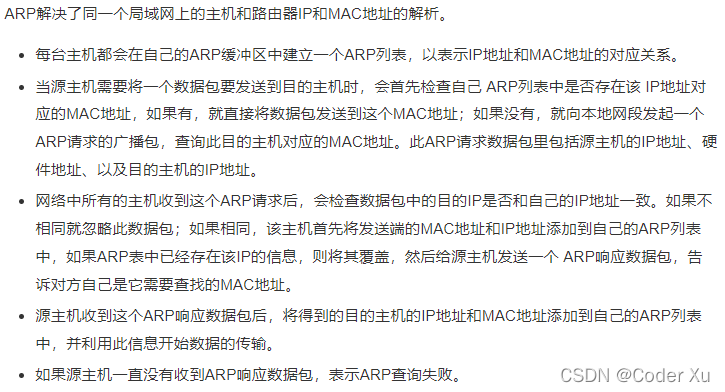 ARP解决了同一个局域网上的主机和路由器IP和MAC地址的解析。
• 每台主机都会在自己的ARP缓冲区中建立一个ARP列表，以表示IP地址和MAC地址的对应关系。
• 当源主机需要将一个数据包要发送到目的主机时，会首先检查自己 ARP列表中是否存在该 IP地址对
应的MAC地址，如果有，就直接将数据包发送到这个MAC地址；如果没有，就向本地网段发起一个
ARP请求的广播包，查询此目的主机对应的MAC地址。此ARP请求数据包里包括源主机的IP地址、硬
件地址、以及目的主机的IP地址。
• 网络中所有的主机收到这个ARP请求后，会检查数据包中的目的IP是否和自己的IP地址一致。如果不
相同就忽略此数据包；如果相同，该主机首先将发送端的MAC地址和IP地址添加到自己的ARP列表
中，如果ARP表中已经存在该IP的信息，则将其覆盖，然后给源主机发送一个 ARP响应数据包，告
诉对方自己是它需要查找的MAC地址。
• 源主机收到这个ARP响应数据包后，将得到的目的主机的IP地址和MAC地址添加到自己的ARP列表
中，并利用此信息开始数据的传输。
• 如果源主机一直没有收到ARP响应数据包，表示ARP查询失败。
CSDN @Coder Xu